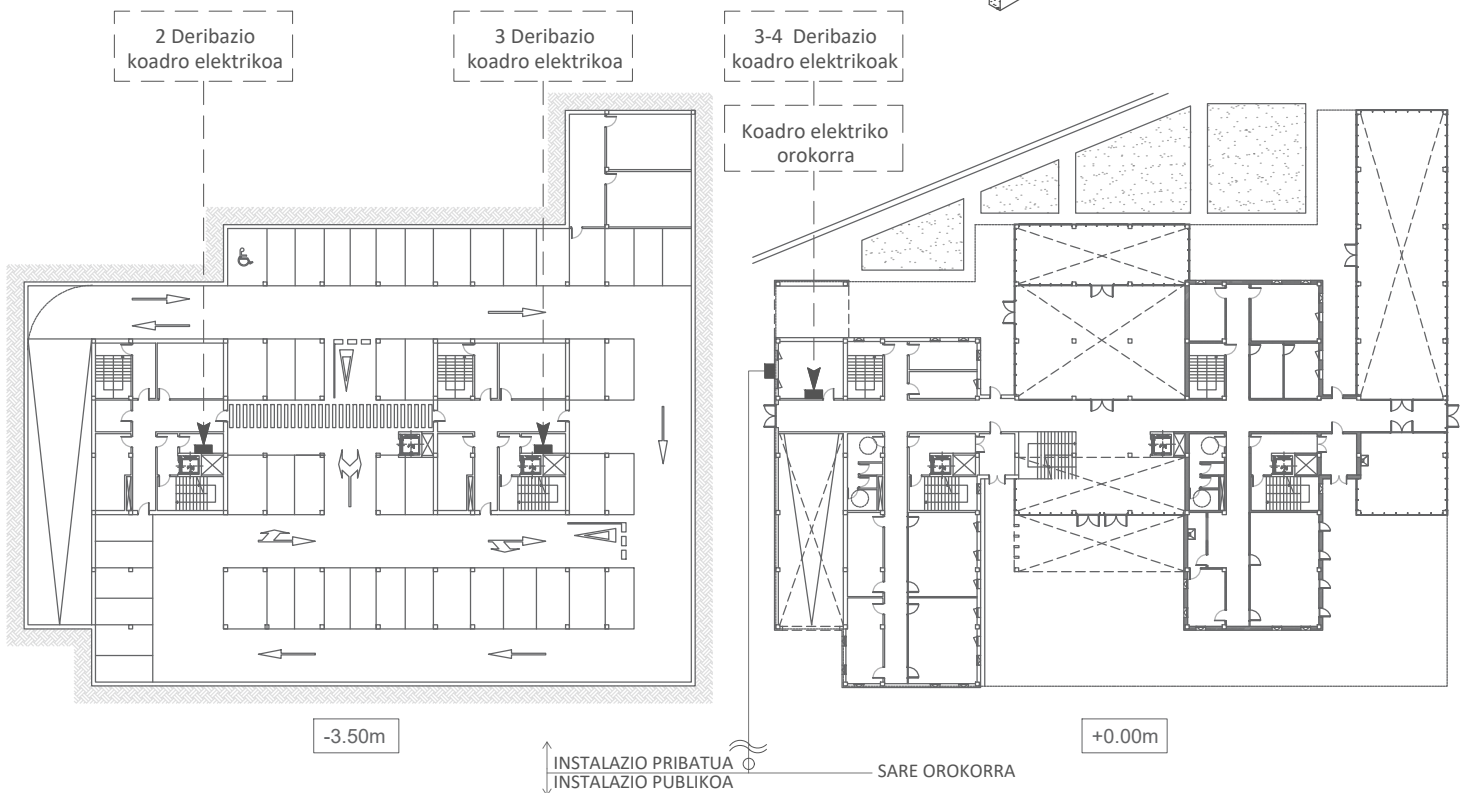 2 Deribazio
koadro elektrikoa
3 Deribazio
koadro elektrikoa
3-4 Deribazio
koadro elektrikoak
Koadro elektriko
orokorra
-3.50m
+0.00m
INSTALAZIO PRIBATUA
INSTALAZIO PUBLIKOA
SARE OROKORRA